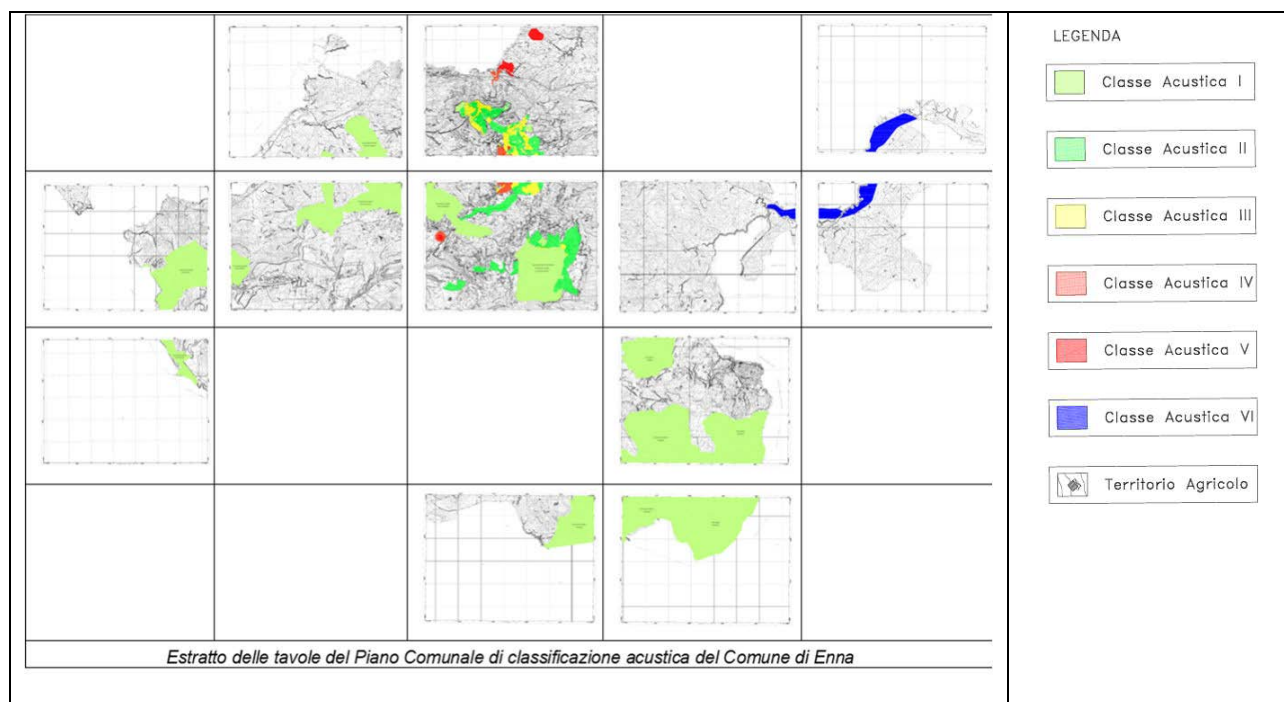 LEGENDA
Classe Acustica I
Classe Acustica II
Classe Acustica III
Classe Acustica IV
Classe Acustica V
Classe Acustica VI
Territorio Agricolo
Estratto delle tavole del Piano Comunale di classificazione acustica del Comune di Enna